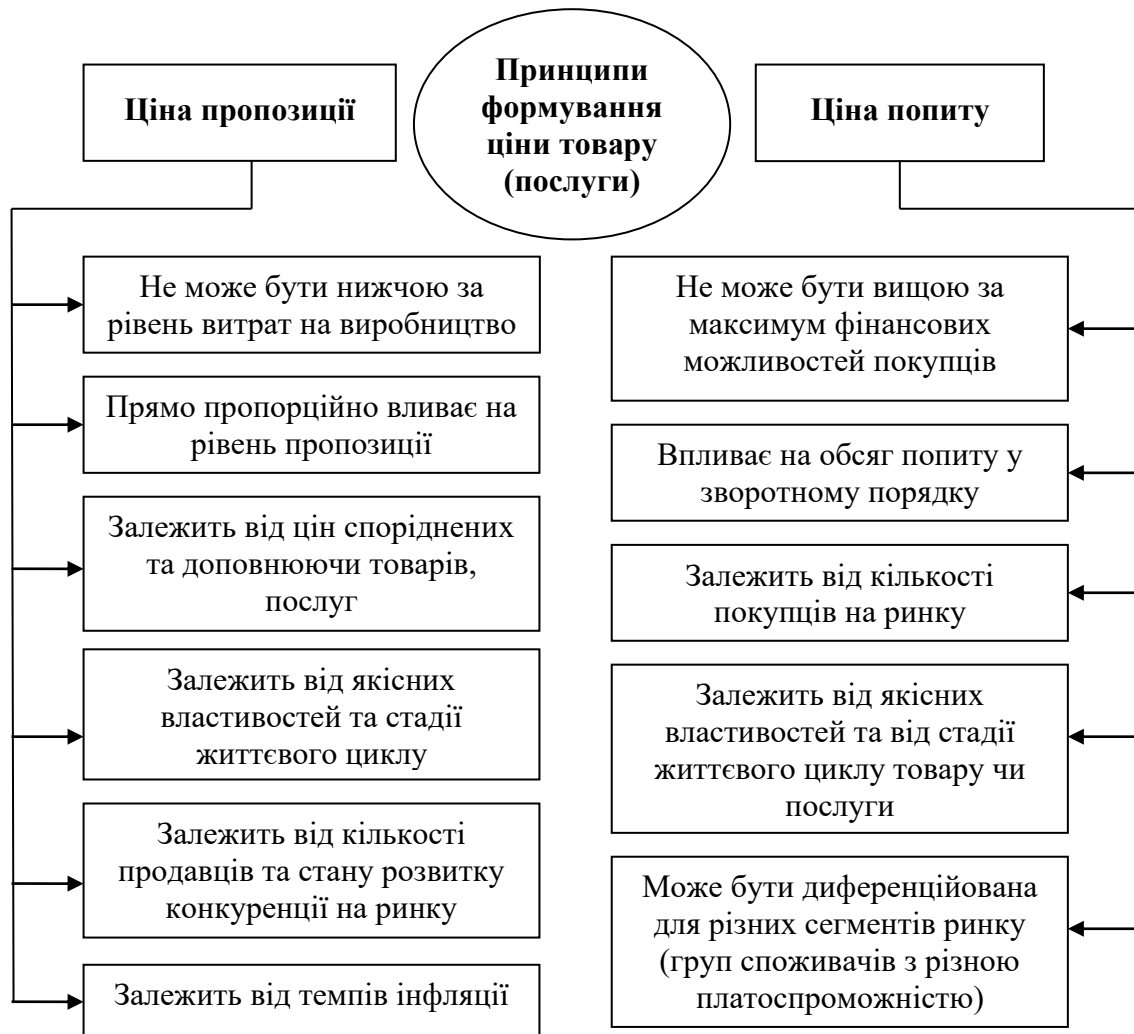 Принципи
формування
ціни товару
(послуги)
Ціна пропозиції
Не може бути нижчою за
рівень витрат на виробництво
Прямо пропорційно вливає на
рівень пропозиції
Залежить від цін споріднених
та доповнюючи товарів,
послуг
Залежить від якісних
властивостей та стадії
життєвого циклу
Залежить від кількості
продавців та стану розвитку
конкуренції на ринку
Залежить від темпів інфляції
Ціна попиту
Не може бути вищою за
максимум фінансових
можливостей покупців
Впливає на обсяг попиту у
зворотному порядку
Залежить від кількості
покупців на ринку
Залежить від якісних
властивостей та від стадії
життєвого циклу товару чи
послуги
Може бути диференційована
для різних сегментів ринку
(груп споживачів з різною
платоспроможністю)